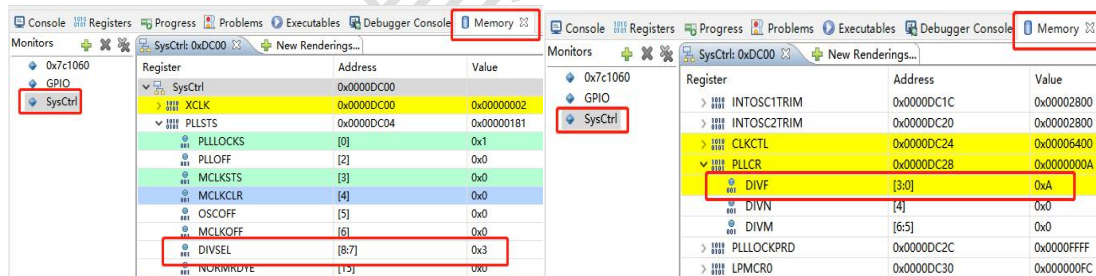 Console Registers Progress Problems Executables Debugger Console Memory
Monitors SysCtrl: 0xDC00 New Renderings...
0x7c1060
GPIO
SysCtrl
Register Address Value
SysCtrl 0x0000DC00
XCLK 0x0000DC00 0x00000002
PLLSTS 0x0000DC04 0x00000181
PLLLOCKS [0] 0x1
PLLOFF [2] 0x0
MCLKSTS [3] 0x0
MCLKCLR [4] 0x0
OSCOFF [5] 0x0
MCLKOFF [6] 0x0
DIVSEL [8:7] 0x3
NORMRDYE [15] 0x0
Console Registers Progress Problems Executables Debugger Console Memory
Monitors SysCtrl: 0xDC00 New Renderings...
0x7c1060
GPIO
SysCtrl
Register Address Value
INTOSC1TRIM 0x0000DC1C 0x00002800
INTOSC2TRIM 0x0000DC20 0x00002800
CLKCTL 0x0000DC24 0x00006400
PLLCR 0x0000DC28 0x0000000A
DIVF [3:0] 0xA
DIVN [4] 0x0
DIVM [6:5] 0x0
PLLLOCKPRD 0x0000DC2C 0x0000FFFF
LPMCR0 0x0000DC30 0x000000FC